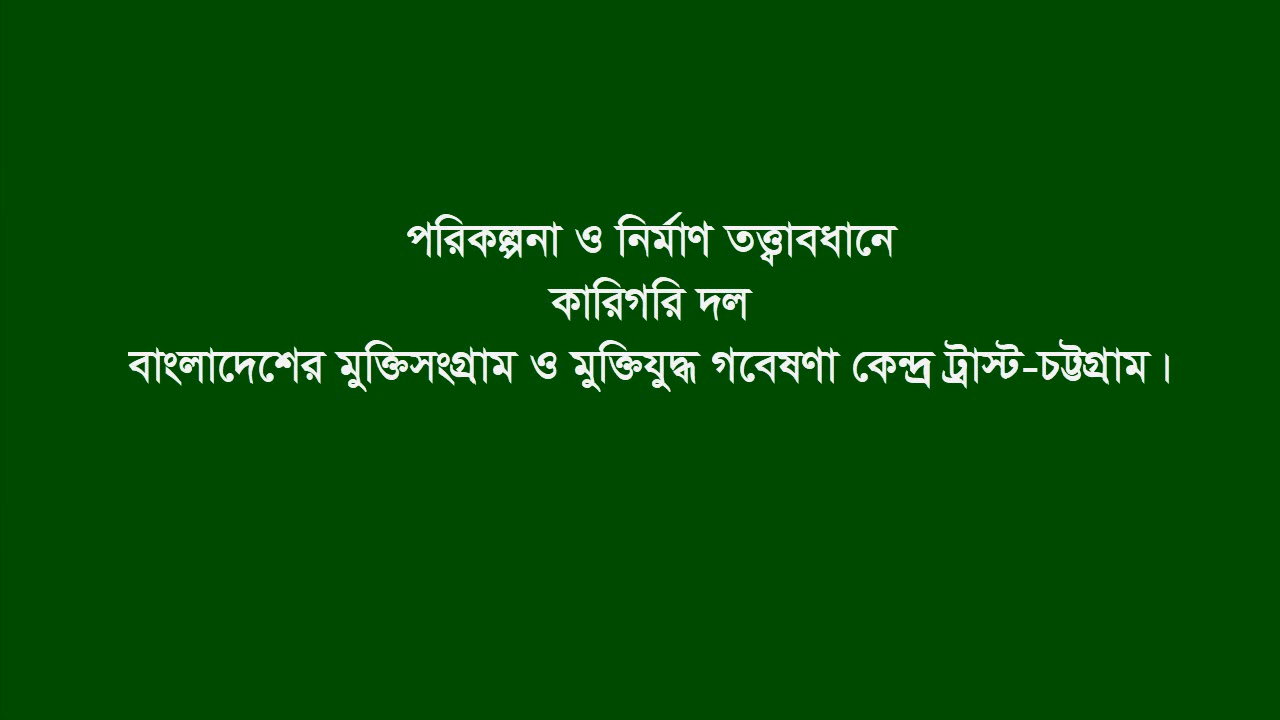 পরিকল্পনা ও নির্মাণ তত্ত্বাবধানে
কারিগরি দল
বাংলাদেশের মুক্তিসংগ্রাম ও মুক্তিযুদ্ধ গবেষণা কেন্দ্র ট্রাস্ট-চট্টগ্রাম।